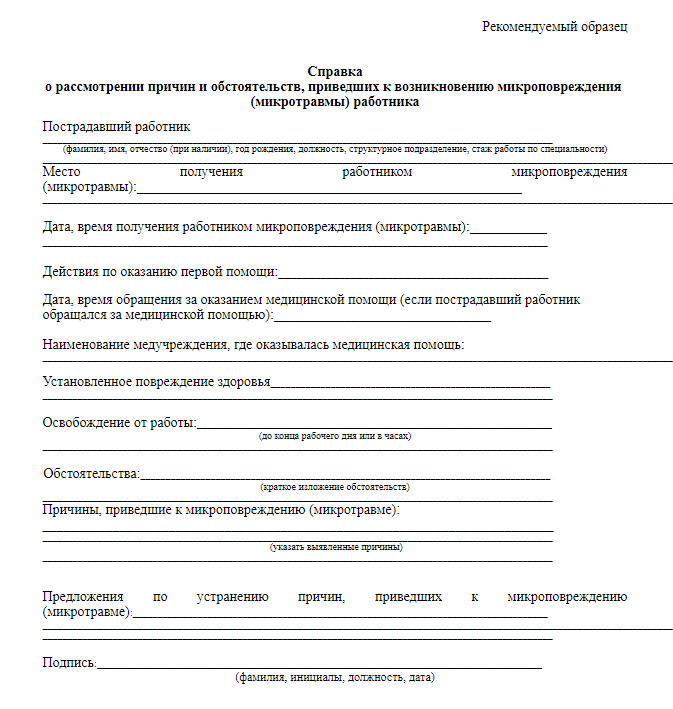 Рекомендуемый образец
Справка
о рассмотрении причин и обстоятельств, приведших к возникновению микроповреждения
(микротравмы) работника
Пострадавший работник
(фамилия, имя, отчество (при наличии), год рождения, должность, структурное подразделение, стаж работы по специальности)
Место получения работником микроповреждения
(микротравмы):
Дата, время получения работником микроповреждения (микротравмы):
Действия по оказанию первой помощи:
Дата, время обращения за оказанием медицинской помощи (если пострадавший работник
обращался за медицинской помощью):
Наименование медучреждения, где оказывалась медицинская помощь:
Установленное повреждение здоровья
Освобождение от работы:
(до конца рабочего дня или в часах)
Обстоятельства:
(краткое изложение обстоятельств)
Причины, приведшие к микроповреждению (микротравме):
(указать выявленные причины)
Предложения по устранению причин, приведших к микроповреждению
(микротравме):
Подпись:
(фамилия, инициалы, должность, дата)